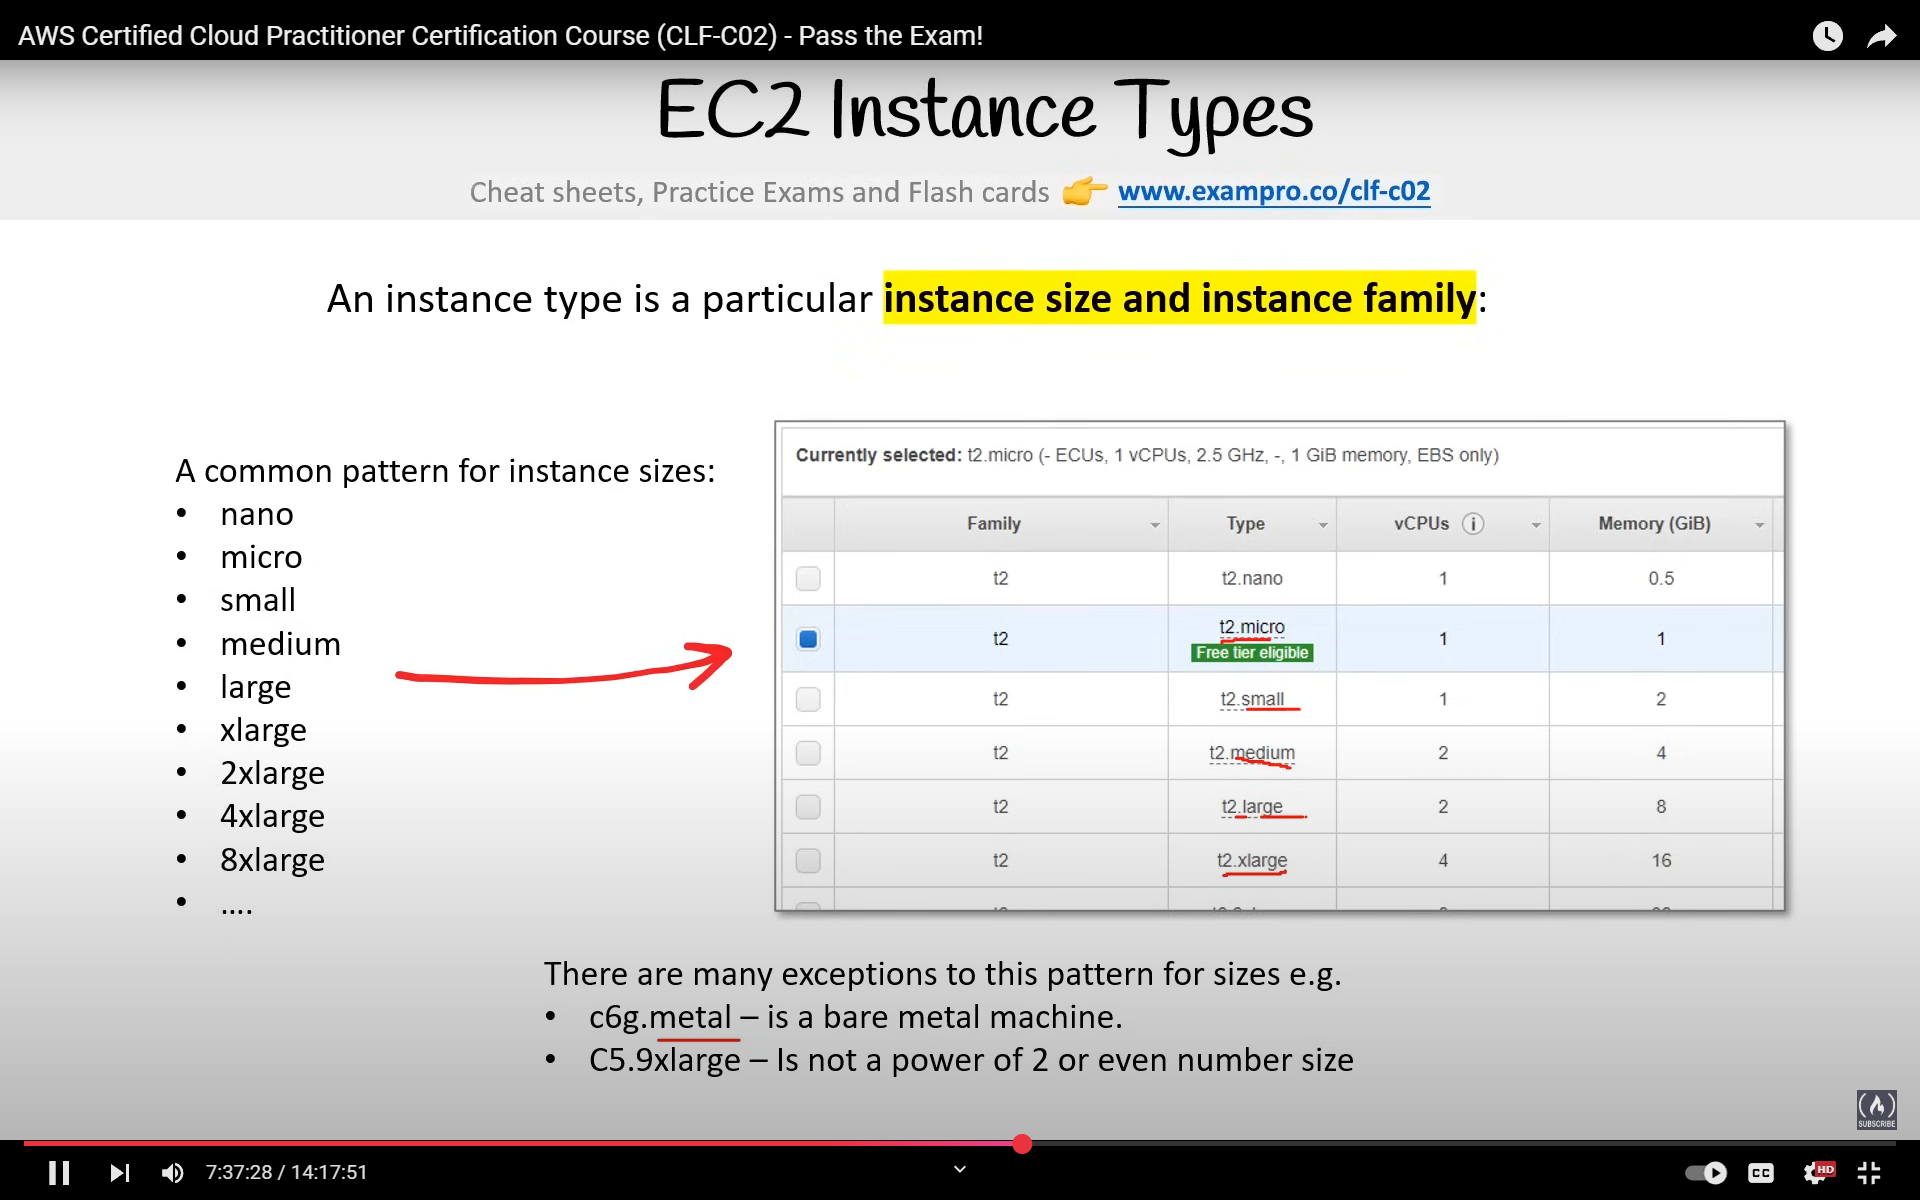 AWS Certified Cloud Practitioner Certification Course (CLF-C02) - Pass the Exam!
EC2 Instance Types
Cheat sheets, Practice Exams and Flash cards 👉 www.exampro.co/clf-c02
An instance type is a particular instance size and instance family:
A common pattern for instance sizes:
• nano
• micro
• small
• medium
• large
• xlarge
• 2xlarge
• 4xlarge
• 8xlarge
• ....
Currently selected: t2.micro (- ECUs, 1 vCPUs, 2.5 GHz, -, 1 GiB memory, EBS only)
Family Type vCPUs i Memory (GiB)
t2 t2.nano 1 0.5
t2 t2.micro 1 1
Free tier eligible
t2 t2.small 1 2
t2 t2.medium 2 4
t2 t2.large 2 8
t2 t2.xlarge 4 16
There are many exceptions to this pattern for sizes e.g.
• c6g.metal – is a bare metal machine.
• C5.9xlarge – Is not a power of 2 or even number size
SUBSCRIBE
7:37:28 / 14:17:51
CC
HD